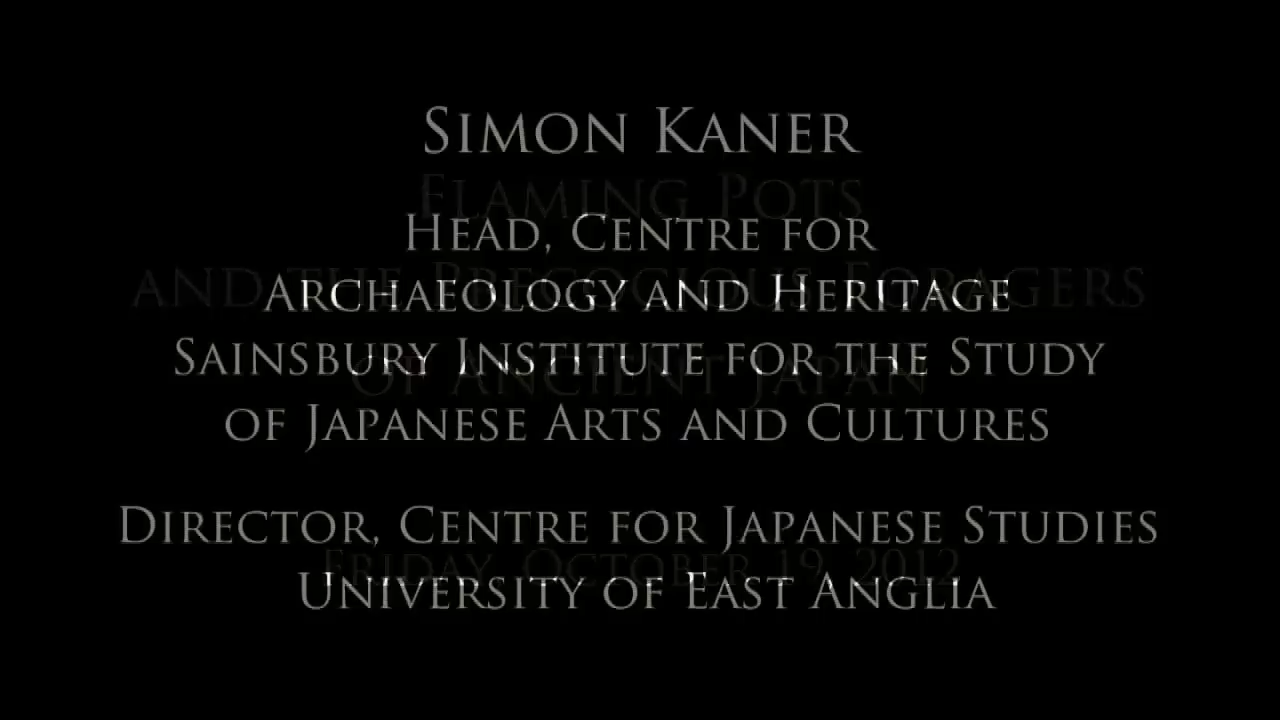 Simon Kaner
Flaming Pots
Head, Centre for
and the Precocious Foragers
Archaeology and Heritage
Sainsbury Institute for the Study
of Ancient Japan
of Japanese Arts and Cultures
Director, Centre for Japanese Studies
Friday, October 19, 2012
University of East Anglia